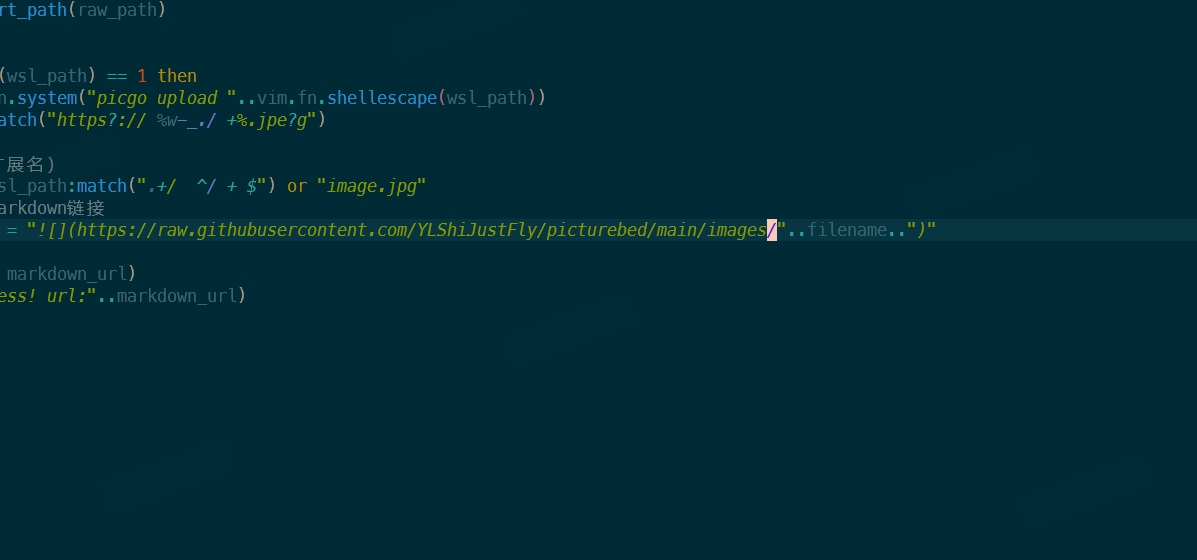 rt_path(raw_path)
(wsl_path) == 1 then
n.system("picgo upload "..vim.fn.shellescape(wsl_path))
atch("https?:// %w-_./ +%.jpe?g")
展名)
sl_path:match(".+/  ^/ + $") or "image.jpg"
arkdown链接
= "![](https://raw.githubusercontent.com/YLShiJustFly/picturebed/main/images/"..filename..")"
markdown_url)
ess! url:"..markdown_url)